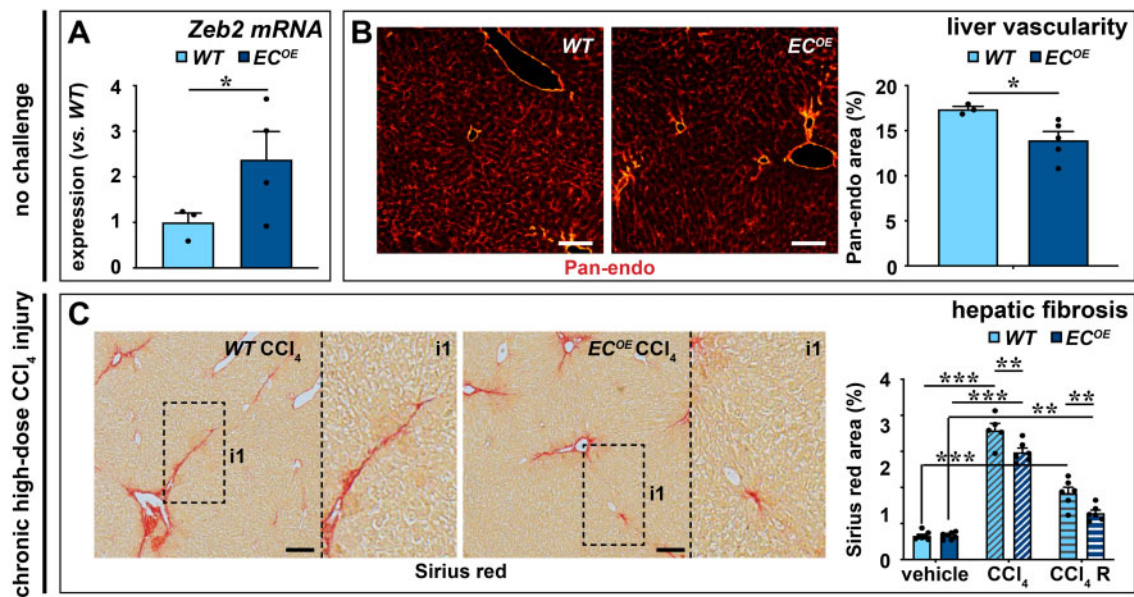 no challenge
A
Zeb2 mRNA
WT EC^OE
*
expression (vs. WT)
4
3
2
1
0
B
liver vascularity
WT
EC^OE
Pan-endo
WT EC^OE
*
Pan-endo area (%)
20
15
10
5
0
chronic high-dose CCl₄ injury
C
hepatic fibrosis
WT CCl₄
i1
i1
EC^OE CCl₄
i1
i1
Sirius red
WT EC^OE
*** **
***
** **
***
Sirius red area (%)
4
3
2
1
0
vehicle CCl₄ CCl₄ R